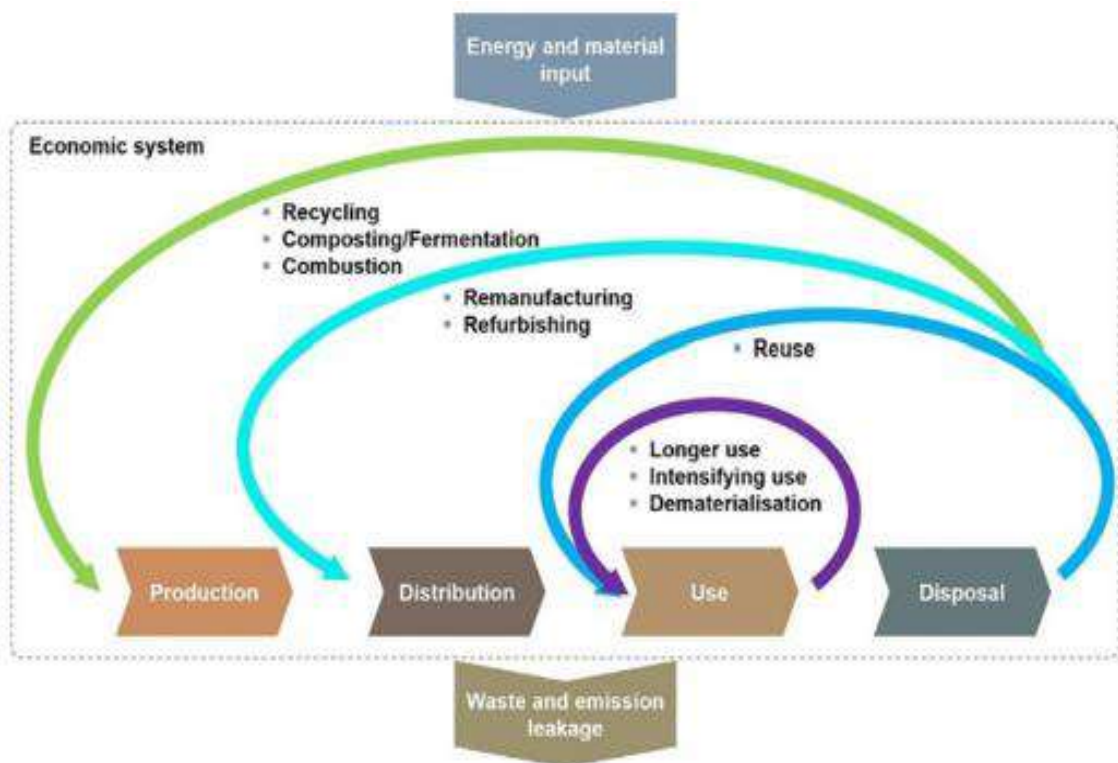 Energy and material
input
Economic system
Recycling
Composting/Fermentation
Combustion
Remanufacturing
Refurbishing
Reuse
Longer use
Intensifying use
Dematerialisation
Production
Distribution
Use
Disposal
Waste and emission
leakage